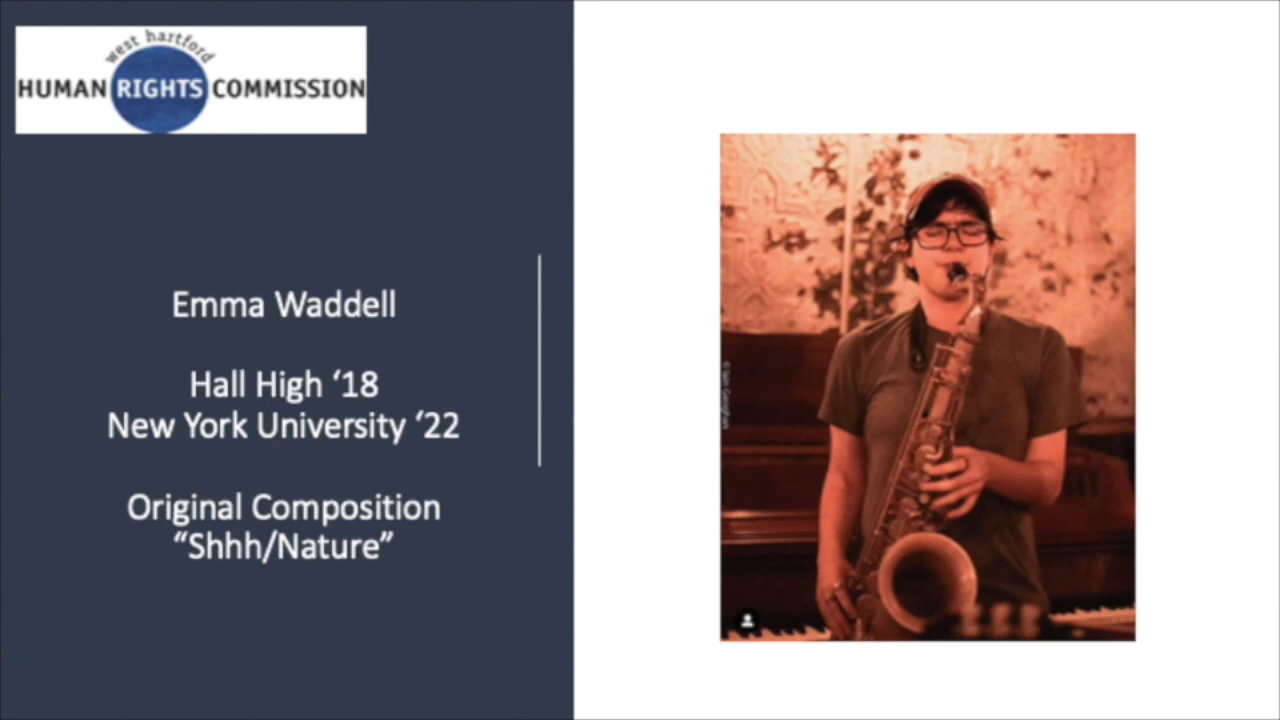 west hartford
HUMAN RIGHTS COMMISSION
Emma Waddell
Hall High ‘18
New York University ‘22
Original Composition
“Shhh/Nature”